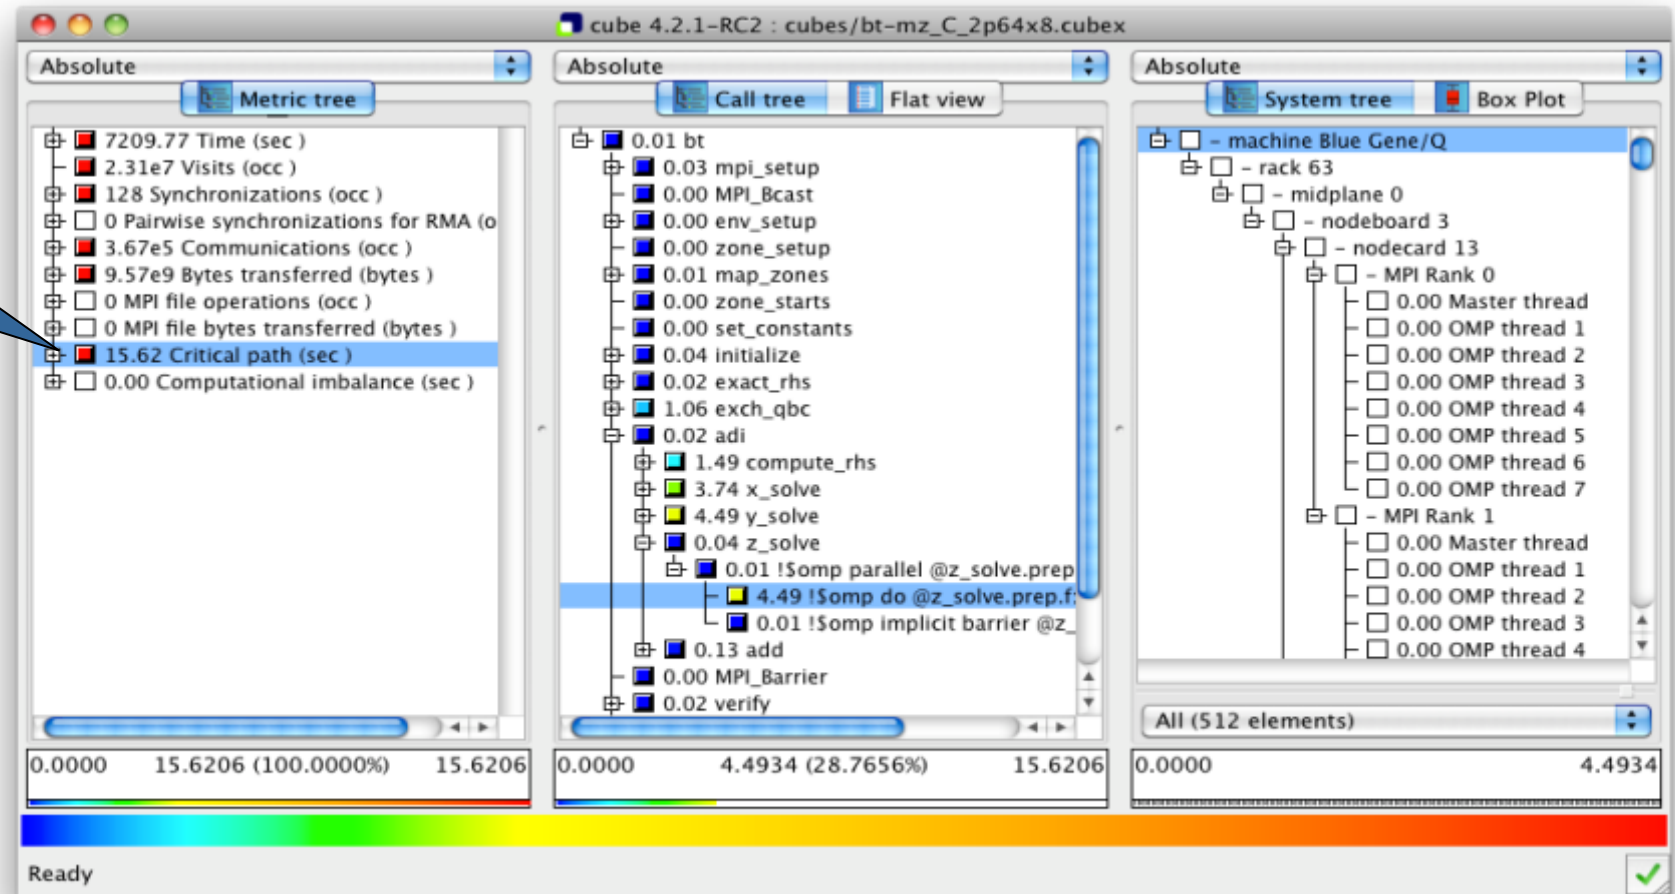 cube 4.2.1-RC2 : cubes/bt-mz_C_2p64x8.cubex
Absolute
Metric tree
7209.77 Time (sec )
2.31e7 Visits (occ )
128 Synchronizations (occ )
0 Pairwise synchronizations for RMA (o
3.67e5 Communications (occ )
9.57e9 Bytes transferred (bytes )
0 MPI file operations (occ )
0 MPI file bytes transferred (bytes )
15.62 Critical path (sec )
0.00 Computational imbalance (sec )
0.0000 15.6206 (100.0000%) 15.6206
Absolute
Call tree Flat view
0.01 bt
0.03 mpi_setup
0.00 MPI_Bcast
0.00 env_setup
0.00 zone_setup
0.01 map_zones
0.00 zone_starts
0.00 set_constants
0.04 initialize
0.02 exact_rhs
1.06 exch_qbc
0.02 adi
1.49 compute_rhs
3.74 x_solve
4.49 y_solve
0.04 z_solve
0.01 !$omp parallel @z_solve.prep
4.49 !$omp do @z_solve.prep.f:
0.01 !$omp implicit barrier @z_
0.13 add
0.00 MPI_Barrier
0.02 verify
0.0000 4.4934 (28.7656%) 15.6206
Absolute
System tree Box Plot
- machine Blue Gene/Q
- rack 63
- midplane 0
- nodeboard 3
- nodecard 13
- MPI Rank 0
0.00 Master thread
0.00 OMP thread 1
0.00 OMP thread 2
0.00 OMP thread 3
0.00 OMP thread 4
0.00 OMP thread 5
0.00 OMP thread 6
0.00 OMP thread 7
- MPI Rank 1
0.00 Master thread
0.00 OMP thread 1
0.00 OMP thread 2
0.00 OMP thread 3
0.00 OMP thread 4
All (512 elements)
0.0000 4.4934
Ready